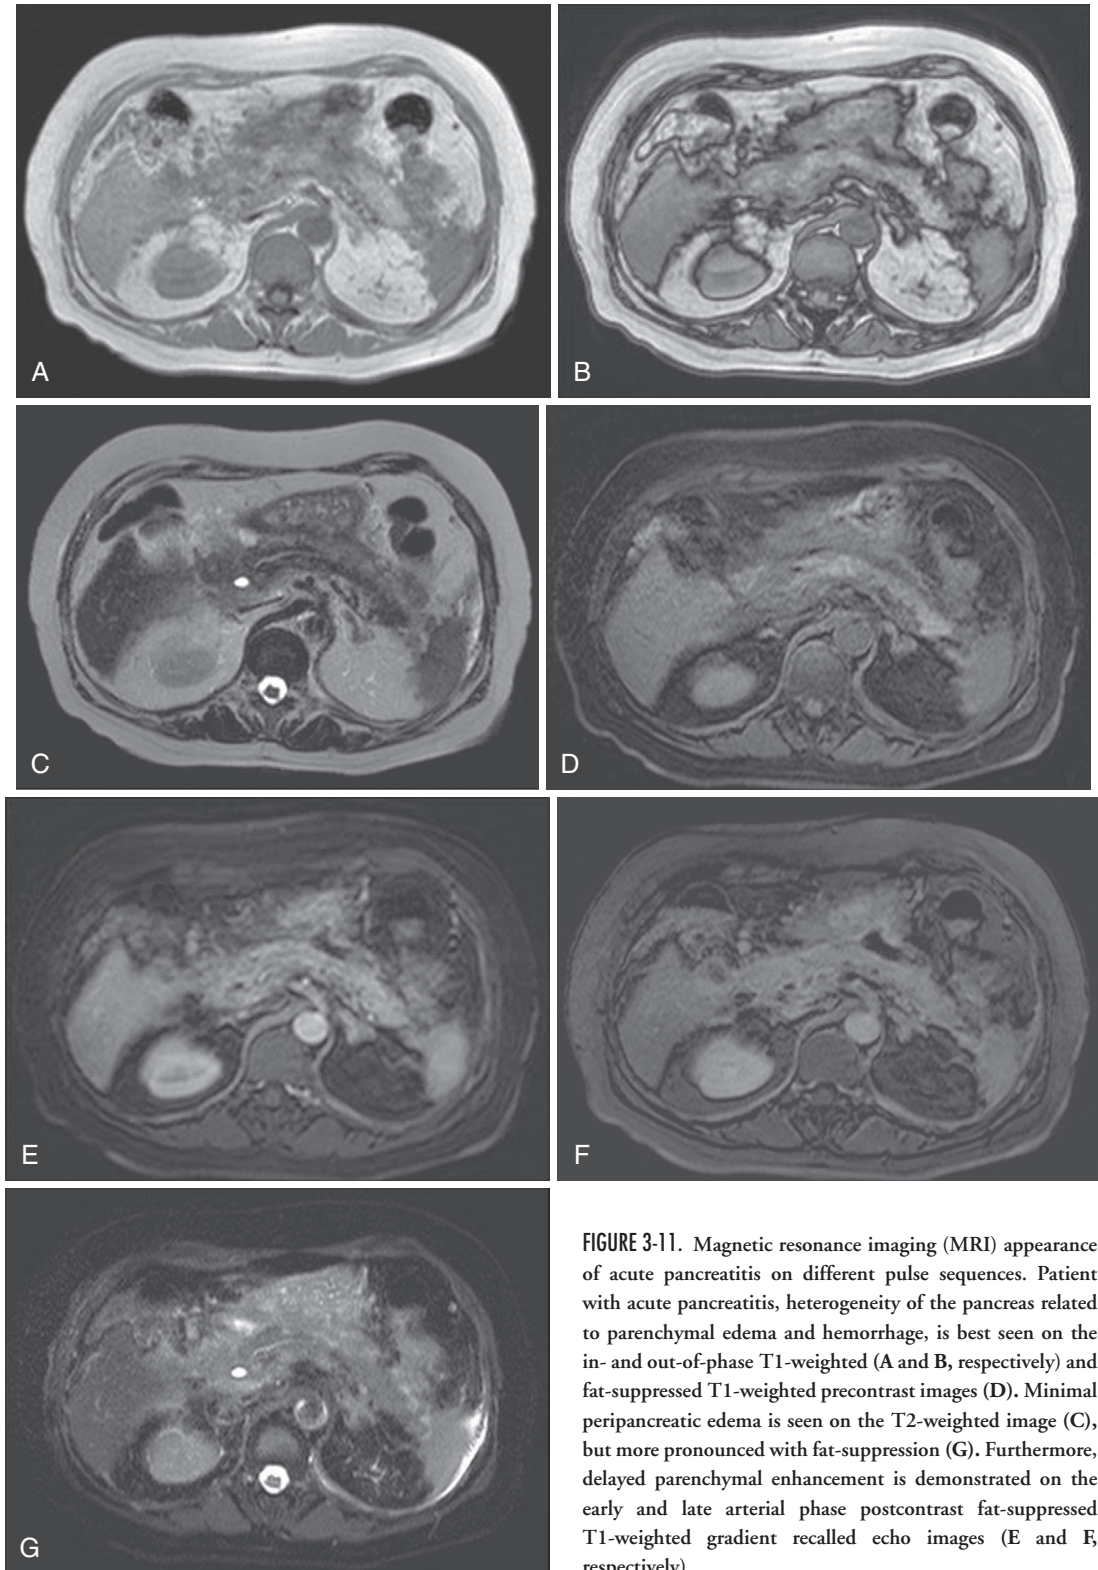 A
B
C
D
E
F
G
FIGURE 3-11. Magnetic resonance imaging (MRI) appearance
of acute pancreatitis on different pulse sequences. Patient
with acute pancreatitis, heterogeneity of the pancreas related
to parenchymal edema and hemorrhage, is best seen on the
in- and out-of-phase T1-weighted (A and B, respectively) and
fat-suppressed T1-weighted precontrast images (D). Minimal
peripancreatic edema is seen on the T2-weighted image (C),
but more pronounced with fat-suppression (G). Furthermore,
delayed parenchymal enhancement is demonstrated on the
early and late arterial phase postcontrast fat-suppressed
T1-weighted gradient recalled echo images (E and F,
respectively)